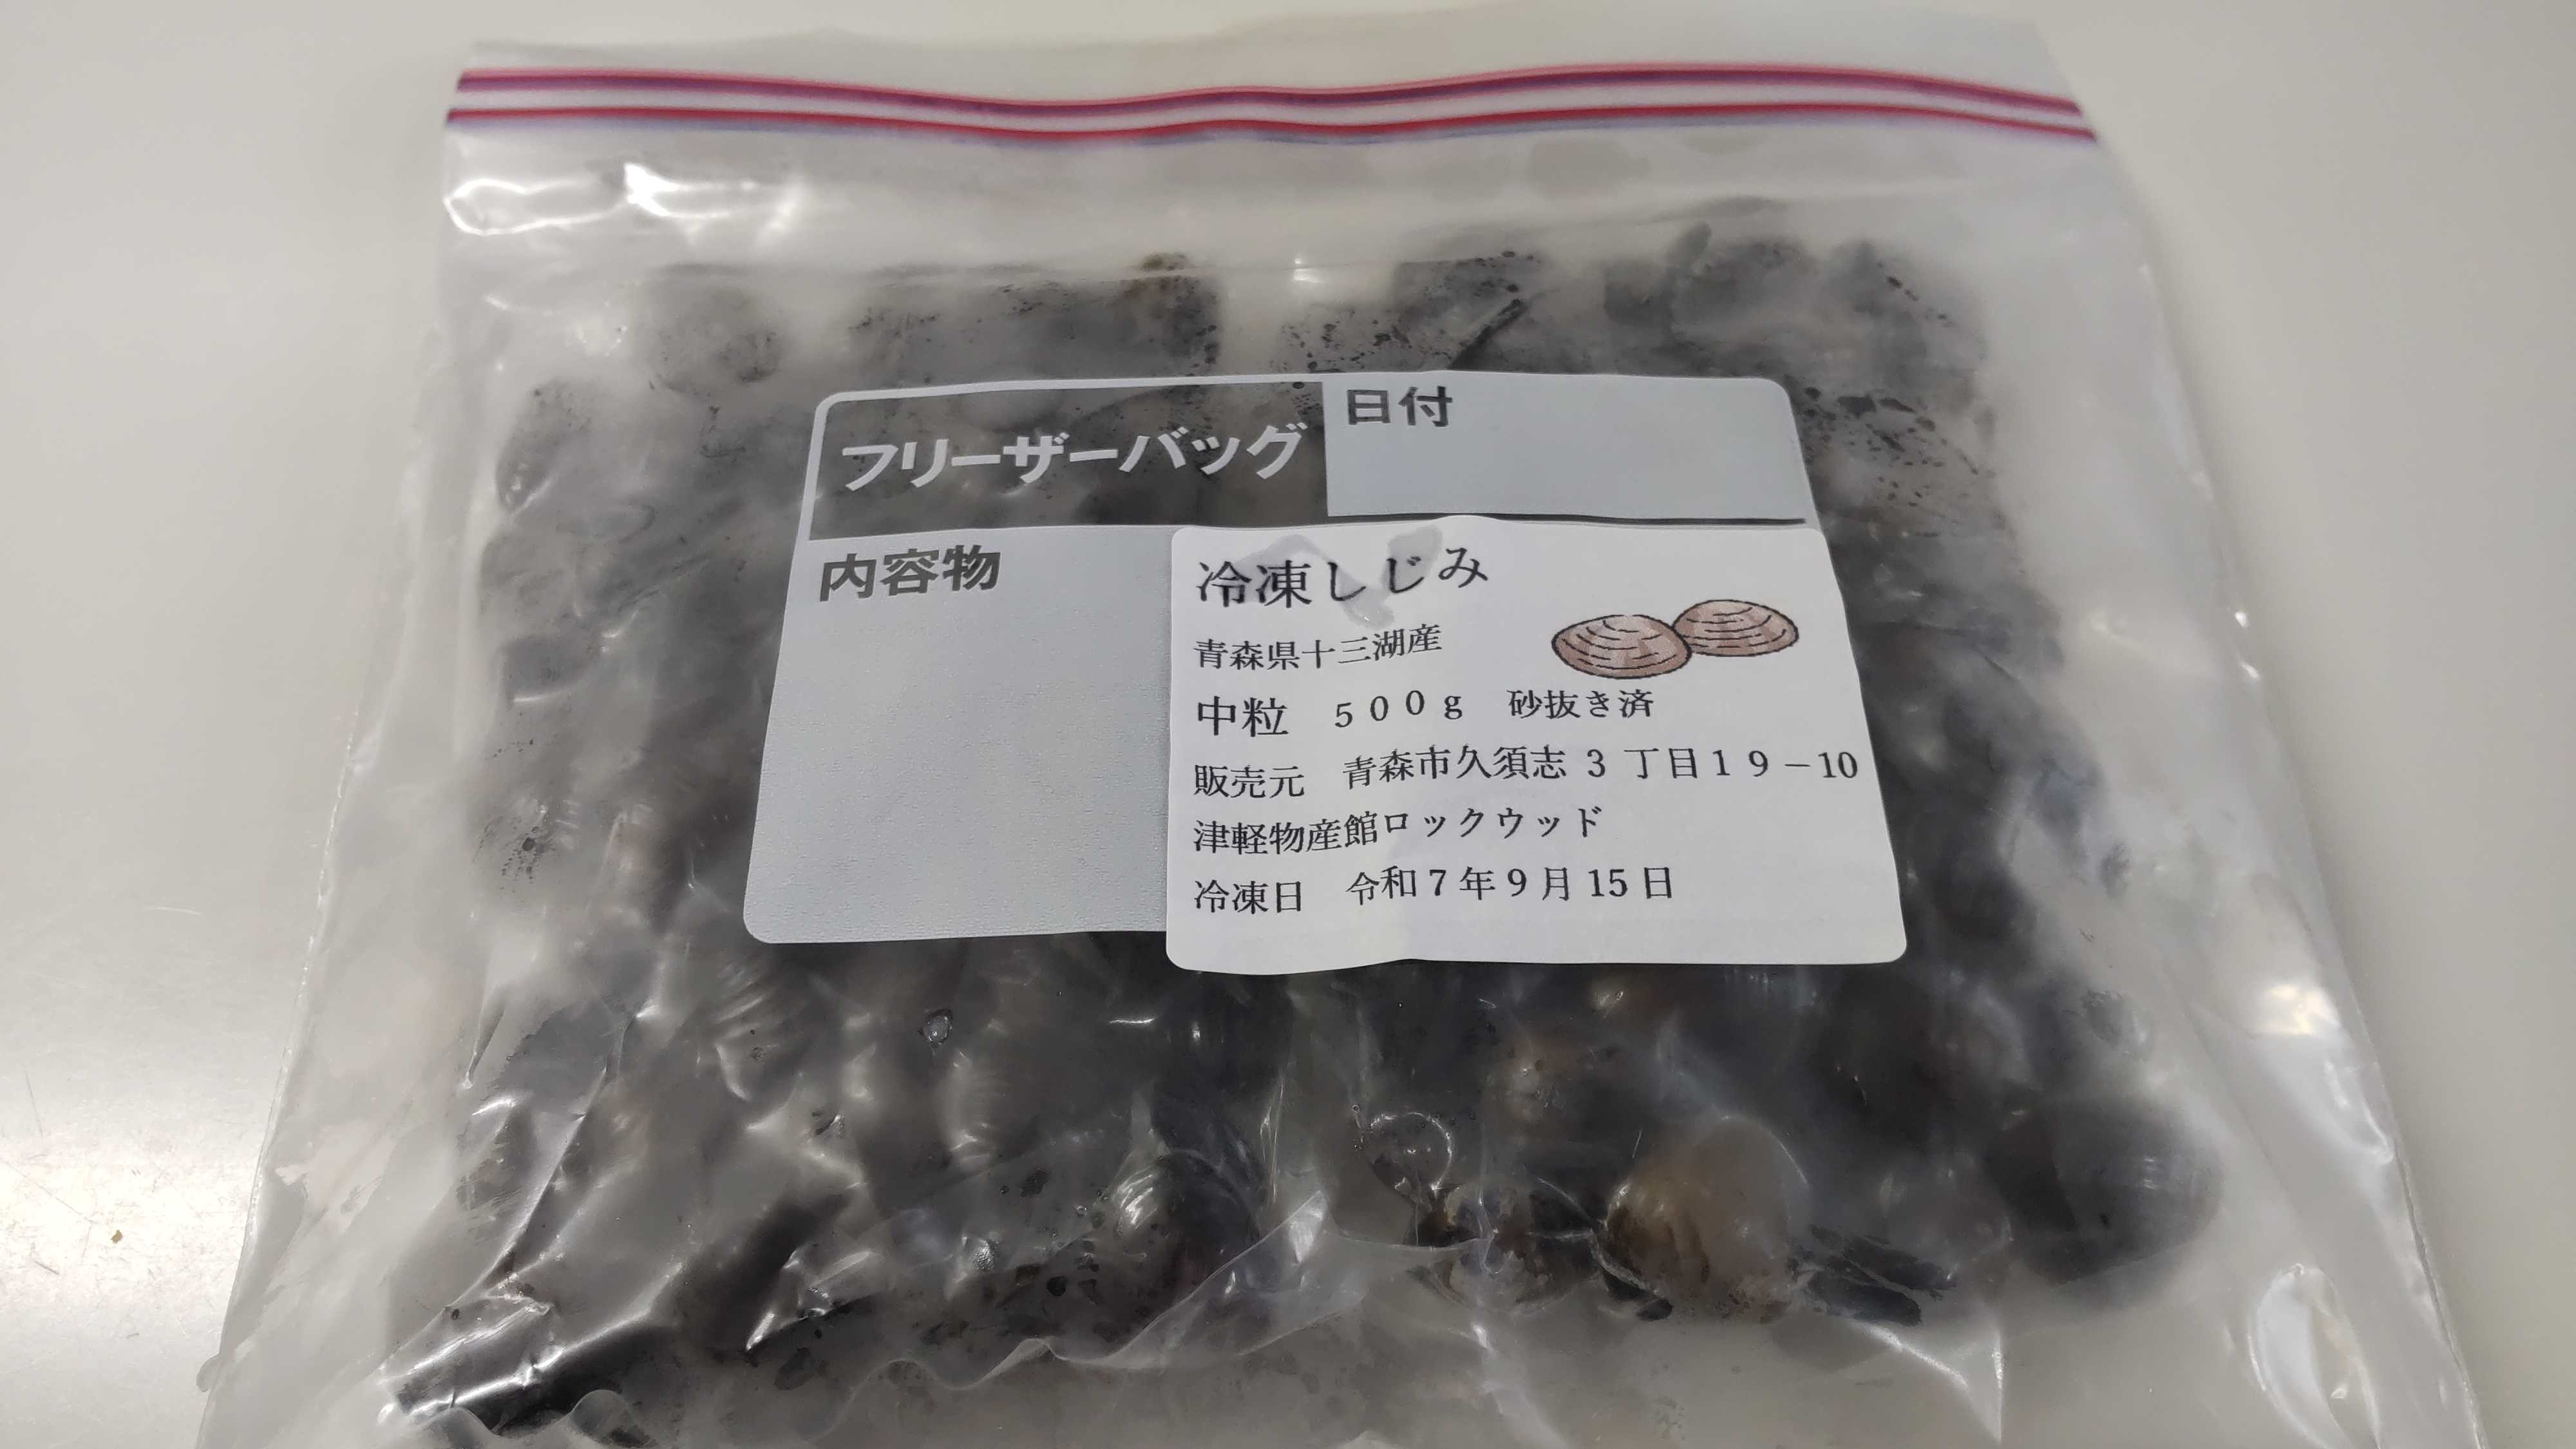 フリーザーバッグ
日付
内容物
冷凍しじみ
青森県十三湖産
中粒 500g 砂抜き済
販売元 青森市久須志3丁目19-10
津軽物産館ロックウッド
冷凍日 令和7年9月15日